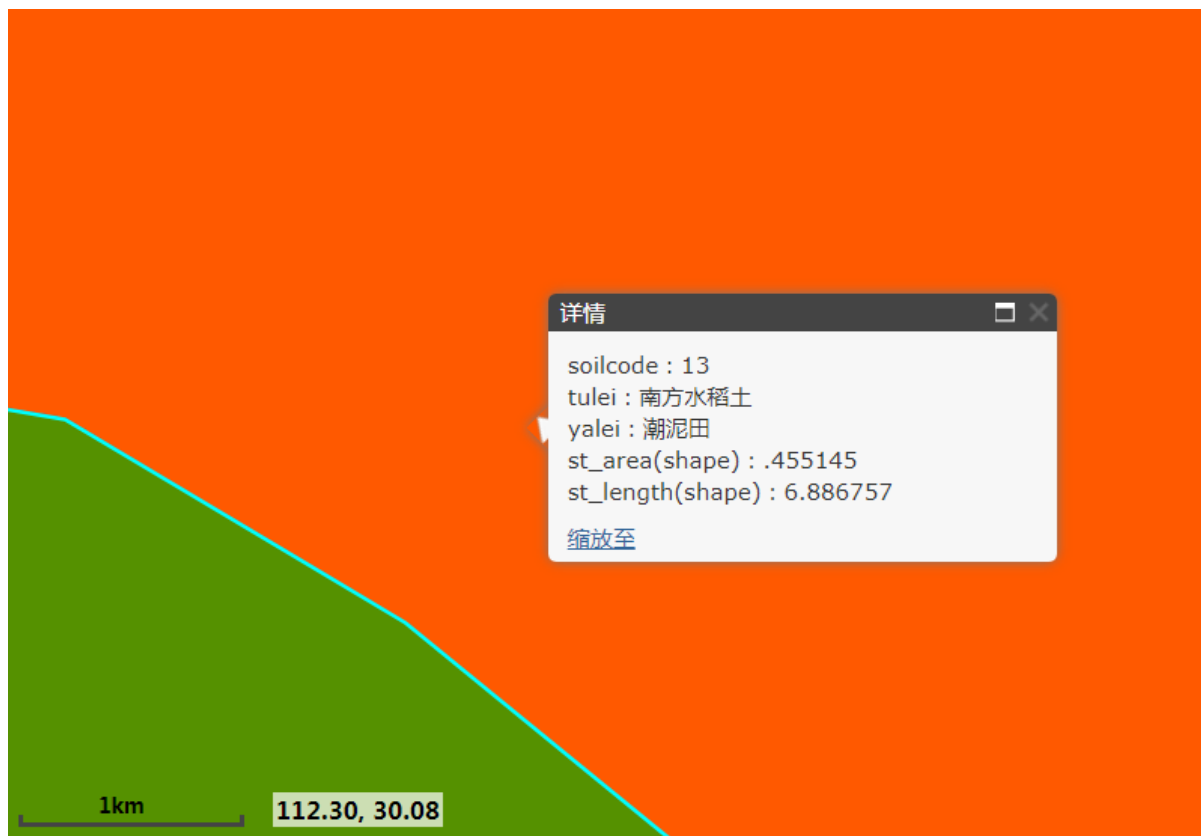 详情
soilcode : 13
tulei : 南方水稻土
yalei : 潮泥田
st_area(shape) : .455145
st_length(shape) : 6.886757
缩放至
1km
112.30, 30.08